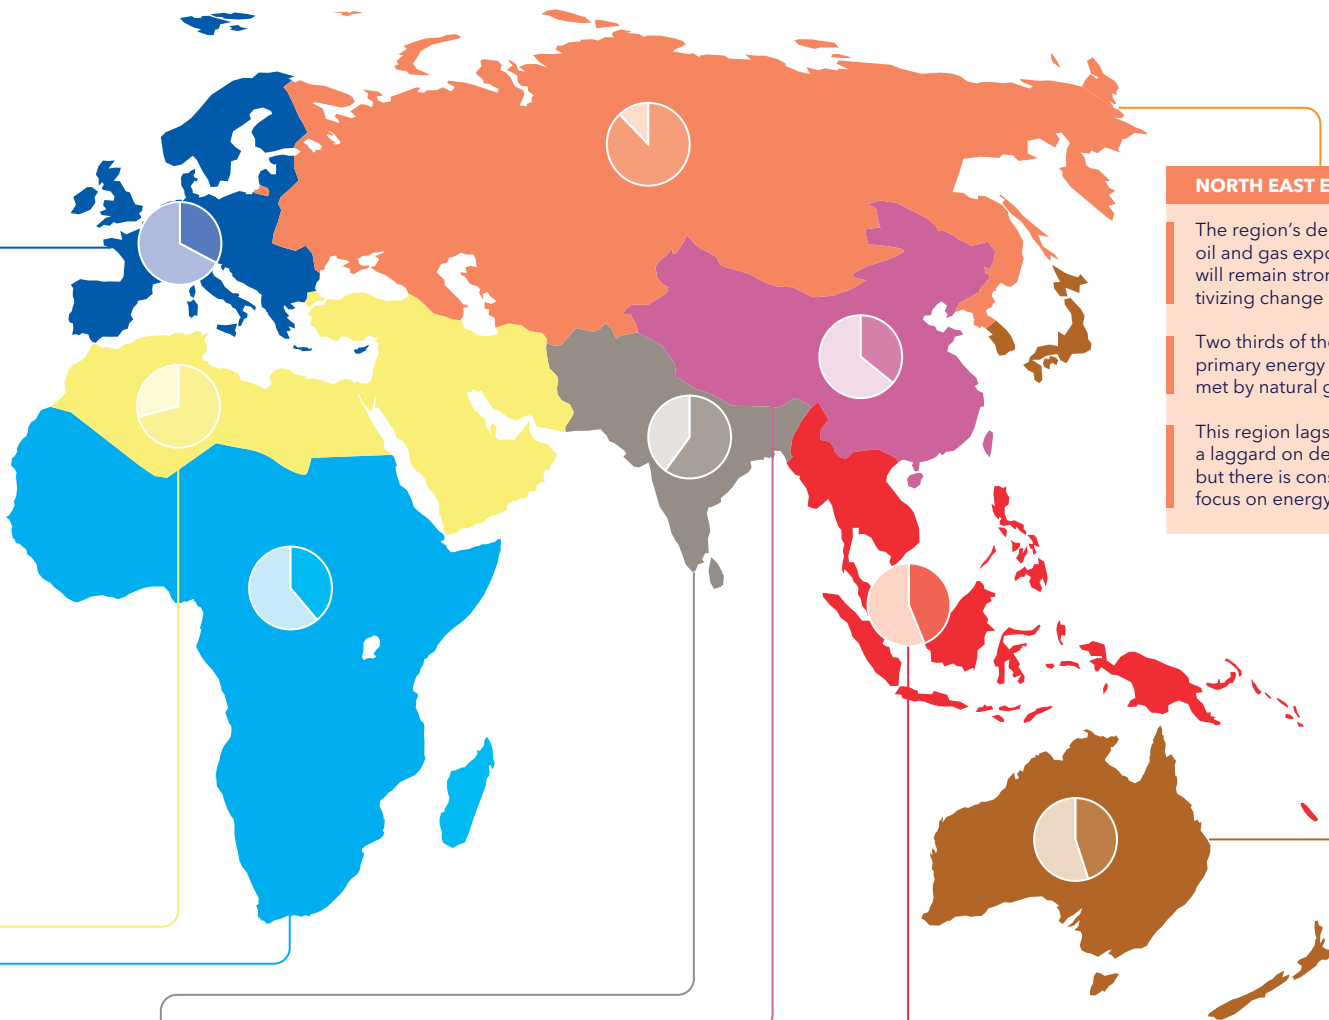 NORTH EAST E
The region's de
oil and gas expo
will remain stron
tivizing change
Two thirds of the
primary energy
met by natural g
This region lags
a laggard on de
but there is cons
focus on energy